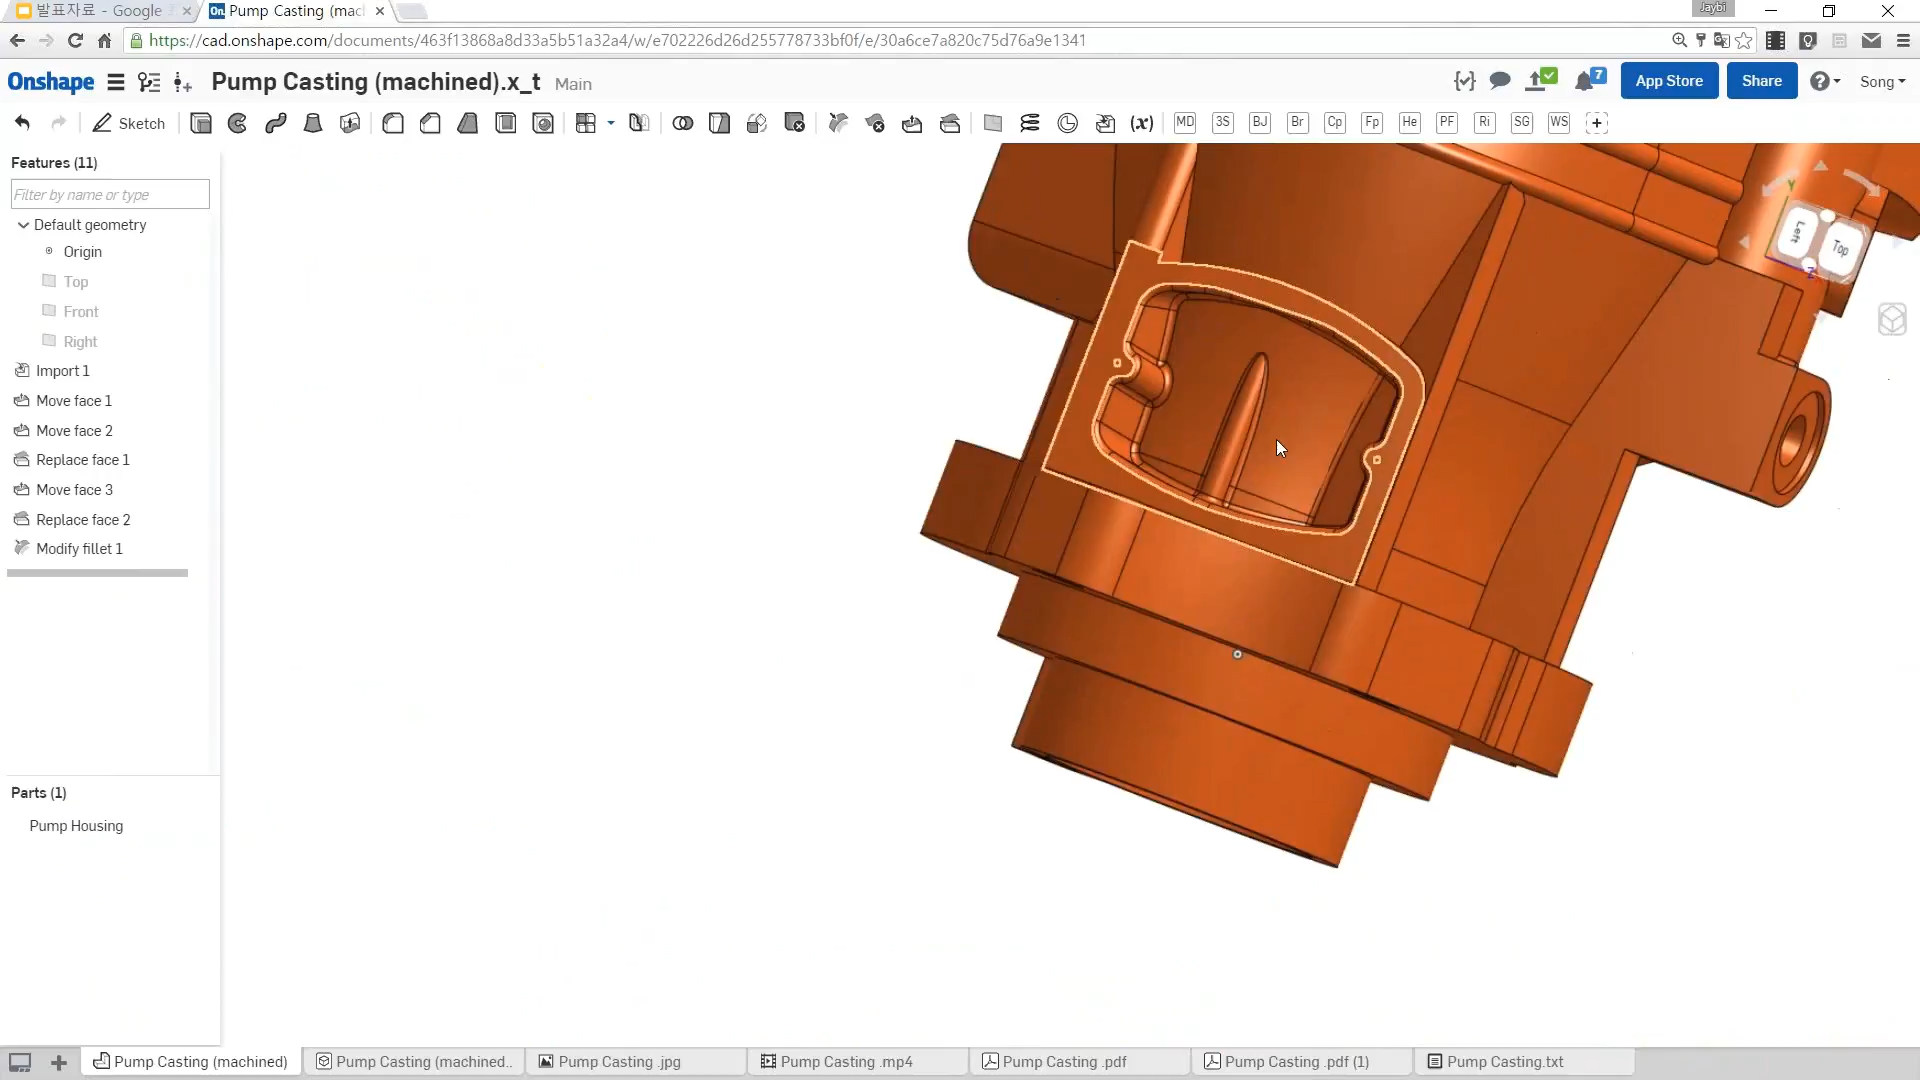 발표자료 - Google
Pump Casting (mac
Jaybi
https://cad.onshape.com/documents/463f13868a8d33a5b51a32a4/w/e702226d26d255778733bf0f/e/30a6ce7a820c75d76a9e1341
Onshape
Pump Casting (machined).x_t Main
7
App Store
Share
Song
Sketch
(x)
MD 3S BJ Br Cp Fp He PF Ri SG WS
Features (11)
Filter by name or type
Default geometry
Origin
Top
Front
Right
Import 1
Move face 1
Move face 2
Replace face 1
Move face 3
Replace face 2
Modify fillet 1
Y
Left
Top
Z
Parts (1)
Pump Housing
Pump Casting (machined)
Pump Casting (machined..
Pump Casting .jpg
Pump Casting .mp4
Pump Casting .pdf
Pump Casting .pdf (1)
Pump Casting.txt